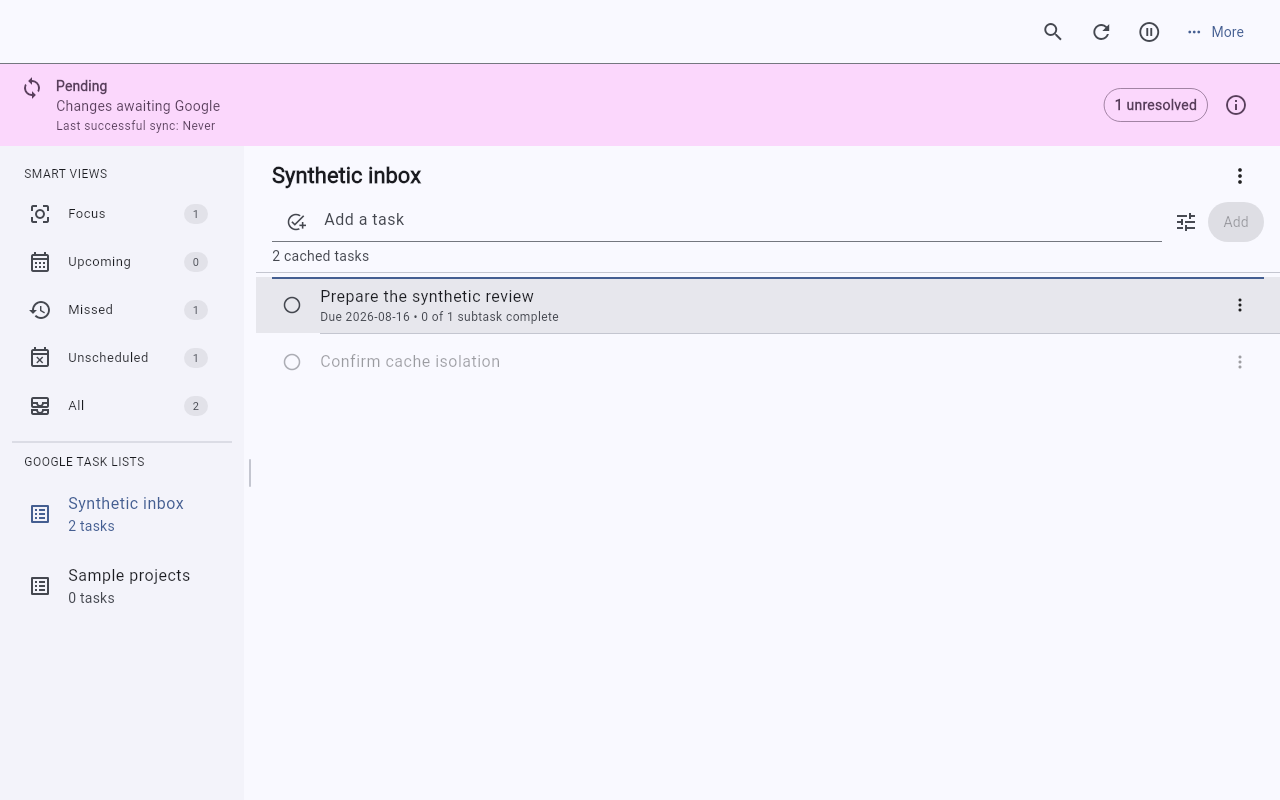 More
Pending
Changes awaiting Google
Last successful sync: Never
1 unresolved
SMART VIEWS
Focus 1
Upcoming 0
Missed 1
Unscheduled 1
All 2
GOOGLE TASK LISTS
Synthetic inbox
2 tasks
Sample projects
0 tasks
Synthetic inbox
Add a task
Add
2 cached tasks
Prepare the synthetic review
Due 2026-08-16 • 0 of 1 subtask complete
Confirm cache isolation